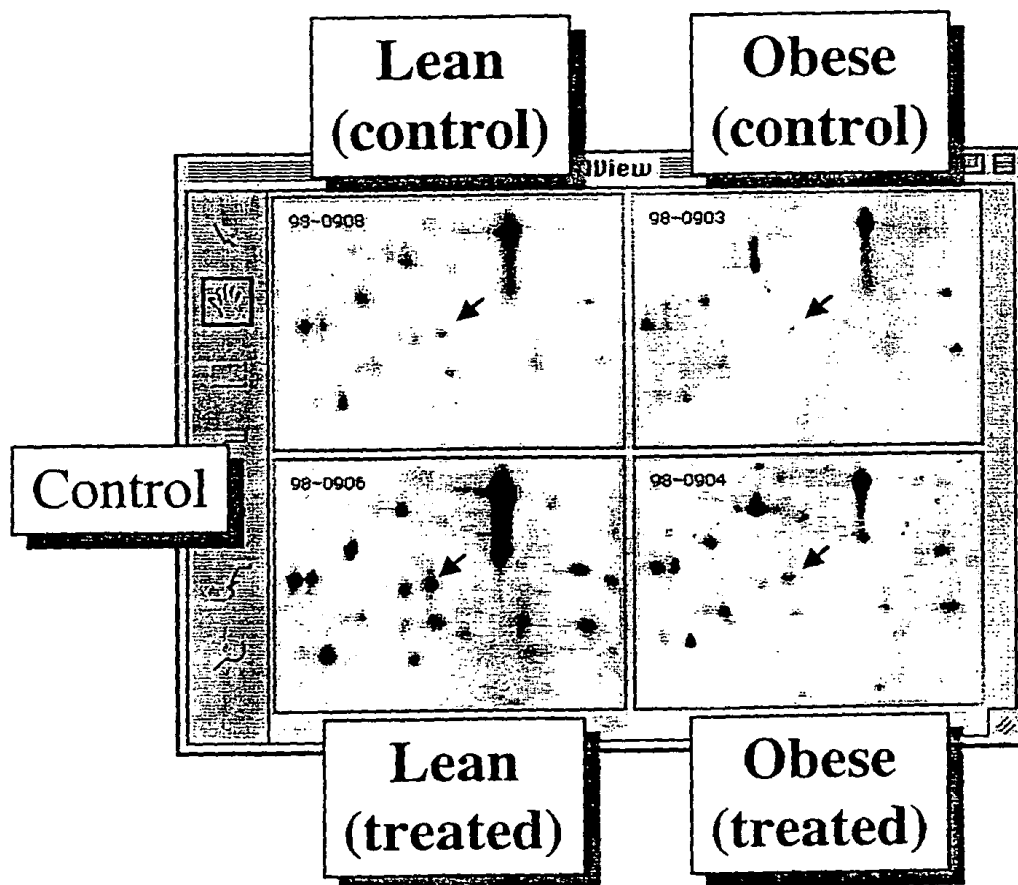 Lean
(control)
Obese
(control)
View
98-0908
98-0903
Control
98-0906
98-0904
Lean
(treated)
Obese
(treated)